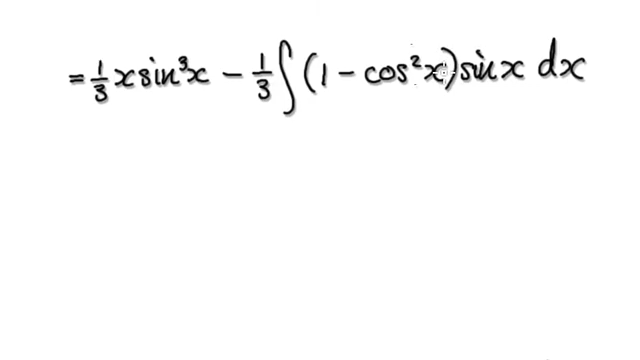 = 1/3 x sin³x − 1/3 ∫ (1 − cos²x) sin x dx